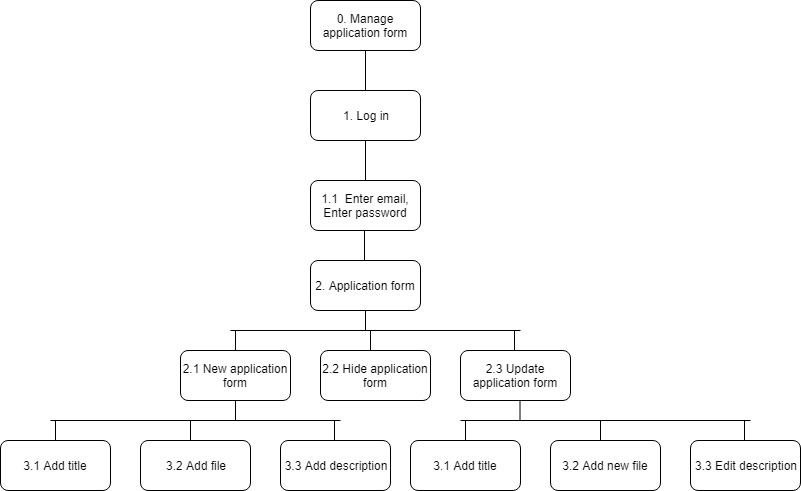 0. Manage
application form
1. Log in
1.1 Enter email,
Enter password
2. Application form
2.1 New application
form
2.2 Hide application
form
2.3 Update
application form
3.1 Add title
3.2 Add file
3.3 Add description
3.1 Add title
3.2 Add new file
3.3 Edit description